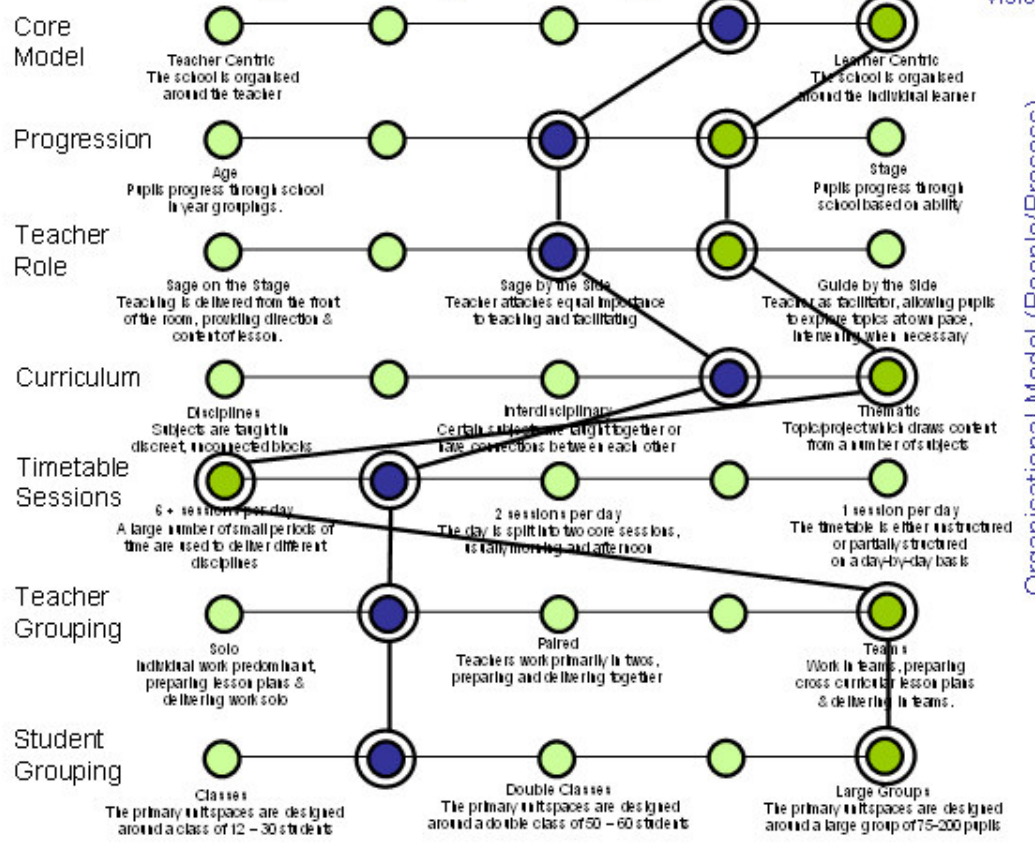 Core
Model
Teacher Centric
The school is organised
around the teacher
Learner Centric
The school is organised
around the individual learner
Progression
Age
Pupils progress through school
in year groupings.
Stage
Pupils progress through
school based on ability
Teacher
Role
Sage on the Stage
Teaching is delivered from the front
of the room, providing direction &
content of lesson.
Sage by the Side
Teacher attaches equal importance
to teaching and facilitating
Guide by the Side
Teacher as facilitator, allowing pupils
to explore topics at own pace,
intervening when necessary
Curriculum
Disciplines
Subjects are taught in
discreet, unconnected blocks
Interdisciplinary
Certain subjects are taught together or
have connections between each other
Thematic
Topic/project which draws content
from a number of subjects
Timetable
Sessions
6 + sessions per day
A large number of small periods of
time are used to deliver different
disciplines
2 sessions per day
The day is split into two core sessions,
usually morning and afternoon
1 session per day
The timetable is either unstructured
or partially structured
on a day-by-day basis
Teacher
Grouping
Solo
Individual work predominant,
preparing lesson plans &
delivering work solo
Paired
Teachers work primarily in twos,
preparing and delivering together
Teams
Work in teams, preparing
cross curricular lesson plans
& delivering in teams.
Student
Grouping
Classes
The primary unit spaces are designed
around a class of 12 – 30 students
Double Classes
The primary unit spaces are designed
around a double class of 50 – 60 students
Large Groups
The primary unit spaces are designed
around a large group of 75-200 pupils
Organisational Model (People/Process)